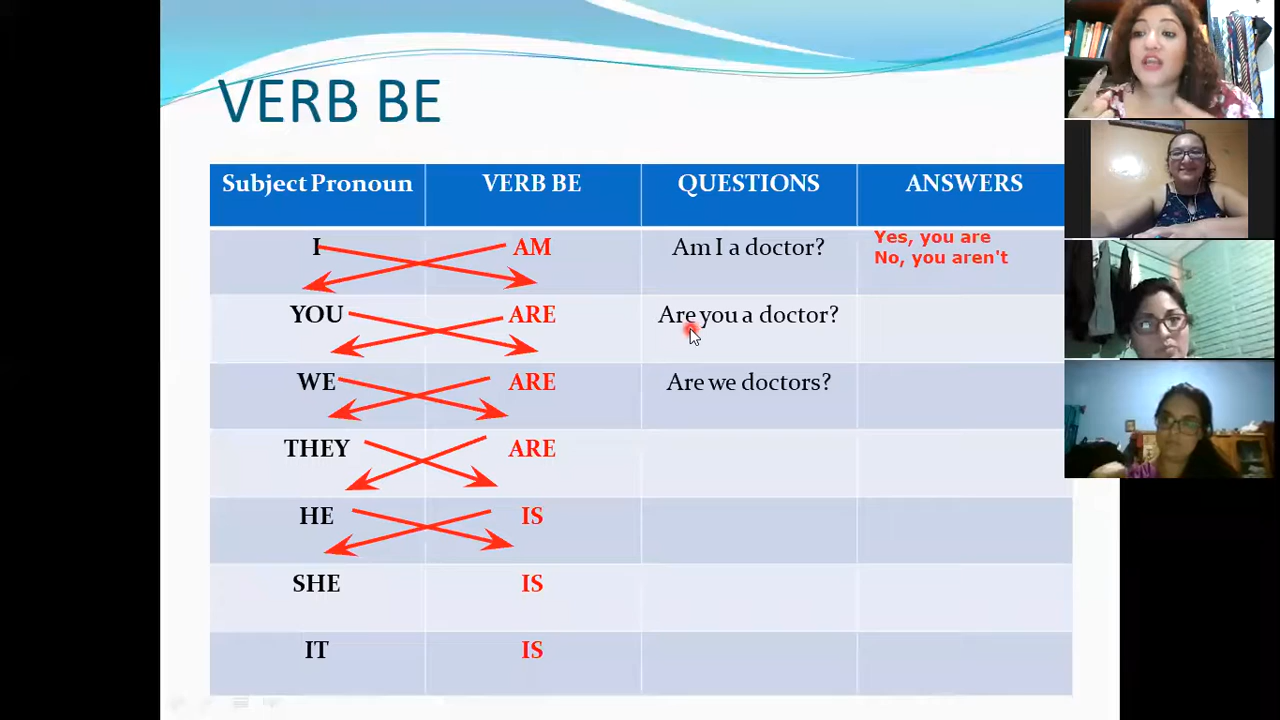 VERB BE
Subject Pronoun VERB BE QUESTIONS ANSWERS
I AM Am I a doctor? Yes, you are
No, you aren't
YOU ARE Are you a doctor?
WE ARE Are we doctors?
THEY ARE
HE IS
SHE IS
IT IS